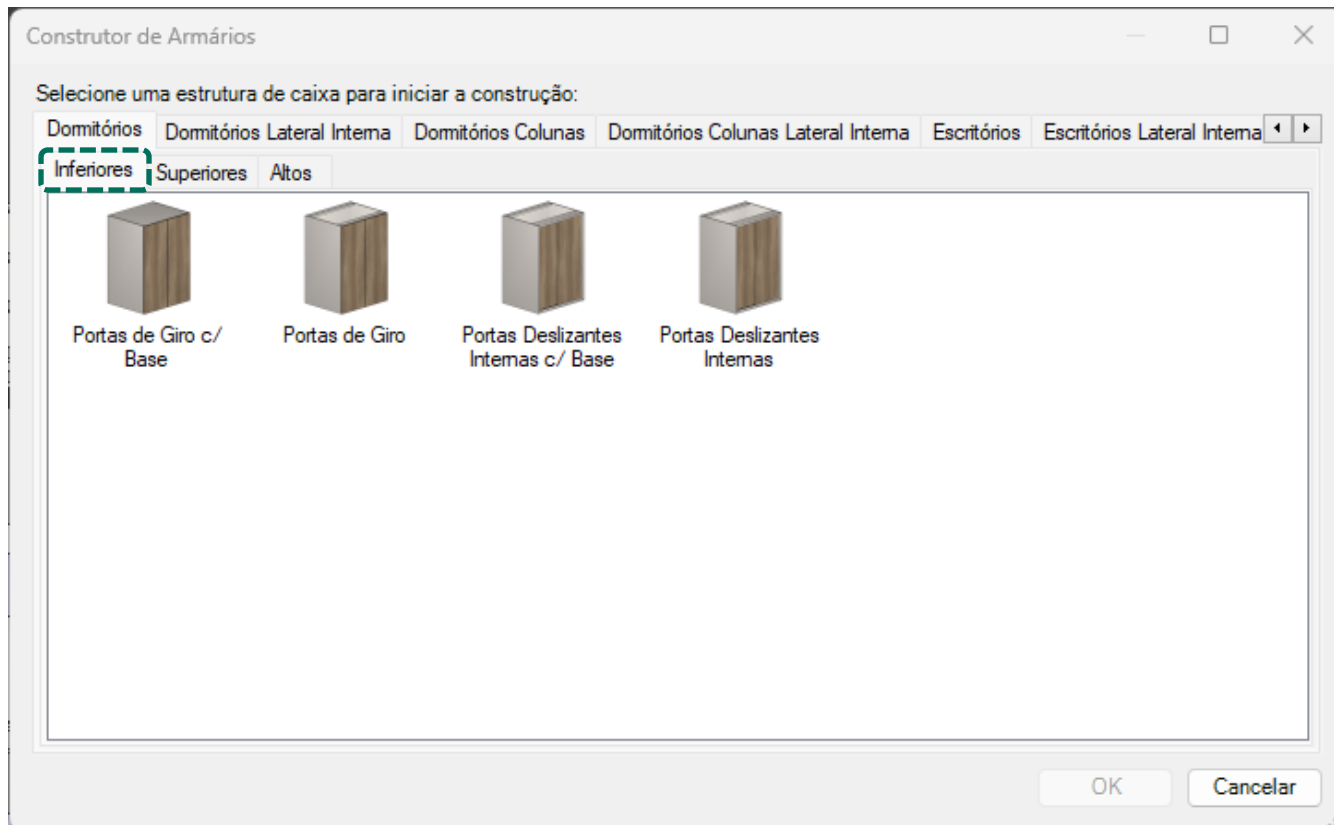 Construtor de Armários
Selecione uma estrutura de caixa para iniciar a construção:
Dormitórios Dormitórios Lateral Interna Dormitórios Colunas Dormitórios Colunas Lateral Interna Escritórios Escritórios Lateral Interna
Inferiores Superiores Altos
Portas de Giro c/ Portas de Giro Portas Deslizantes Portas Deslizantes
Base Internas c/ Base Internas
OK Cancelar